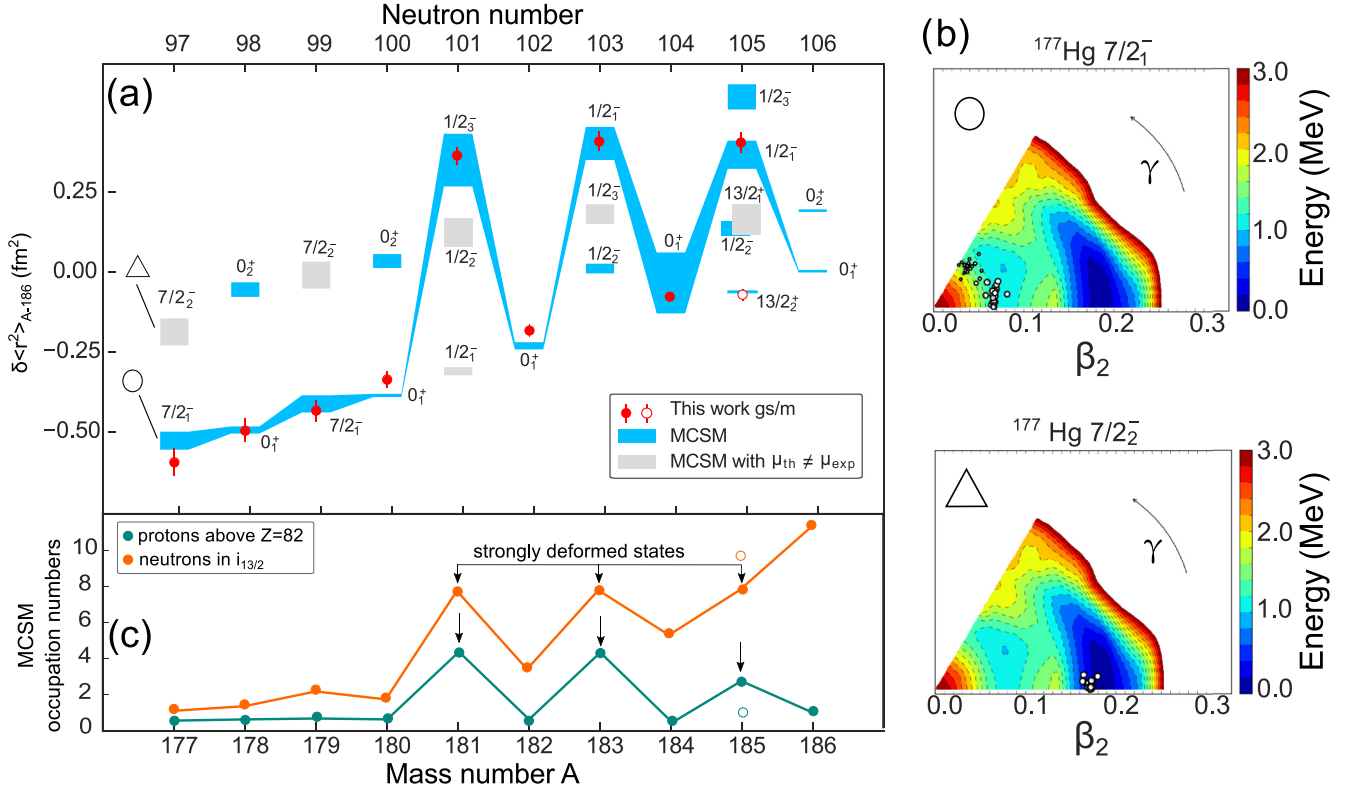 Neutron number
97 98 99 100 101 102 103 104 105 106
(a)
δ<r²>A-186 (fm²)
0.25
0.00
−0.25
−0.50
7/2₂⁻
7/2₁⁻
0₂⁺
0₁⁺
7/2₂⁻
7/2₁⁻
0₂⁺
0₁⁺
1/2₃⁻
1/2₂⁻
1/2₁⁻
0₁⁺
1/2₁⁻
1/2₃⁻
1/2₂⁻
0₁⁺
1/2₃⁻
1/2₁⁻
13/2₁⁺
1/2₂⁻
13/2₂⁺
0₂⁺
0₁⁺
This work gs/m
MCSM
MCSM with μth ≠ μexp
protons above Z=82
neutrons in i13/2
strongly deformed states
(c)
MCSM
occupation numbers
10
8
6
4
2
0
177 178 179 180 181 182 183 184 185 186
Mass number A
(b)
¹⁷⁷Hg 7/2₁⁻
γ
3.0
2.0
1.0
0.0
Energy (MeV)
0.0 0.1 0.2 0.3
β₂
¹⁷⁷ Hg 7/2₂⁻
γ
3.0
2.0
1.0
0.0
Energy (MeV)
0.0 0.1 0.2 0.3
β₂